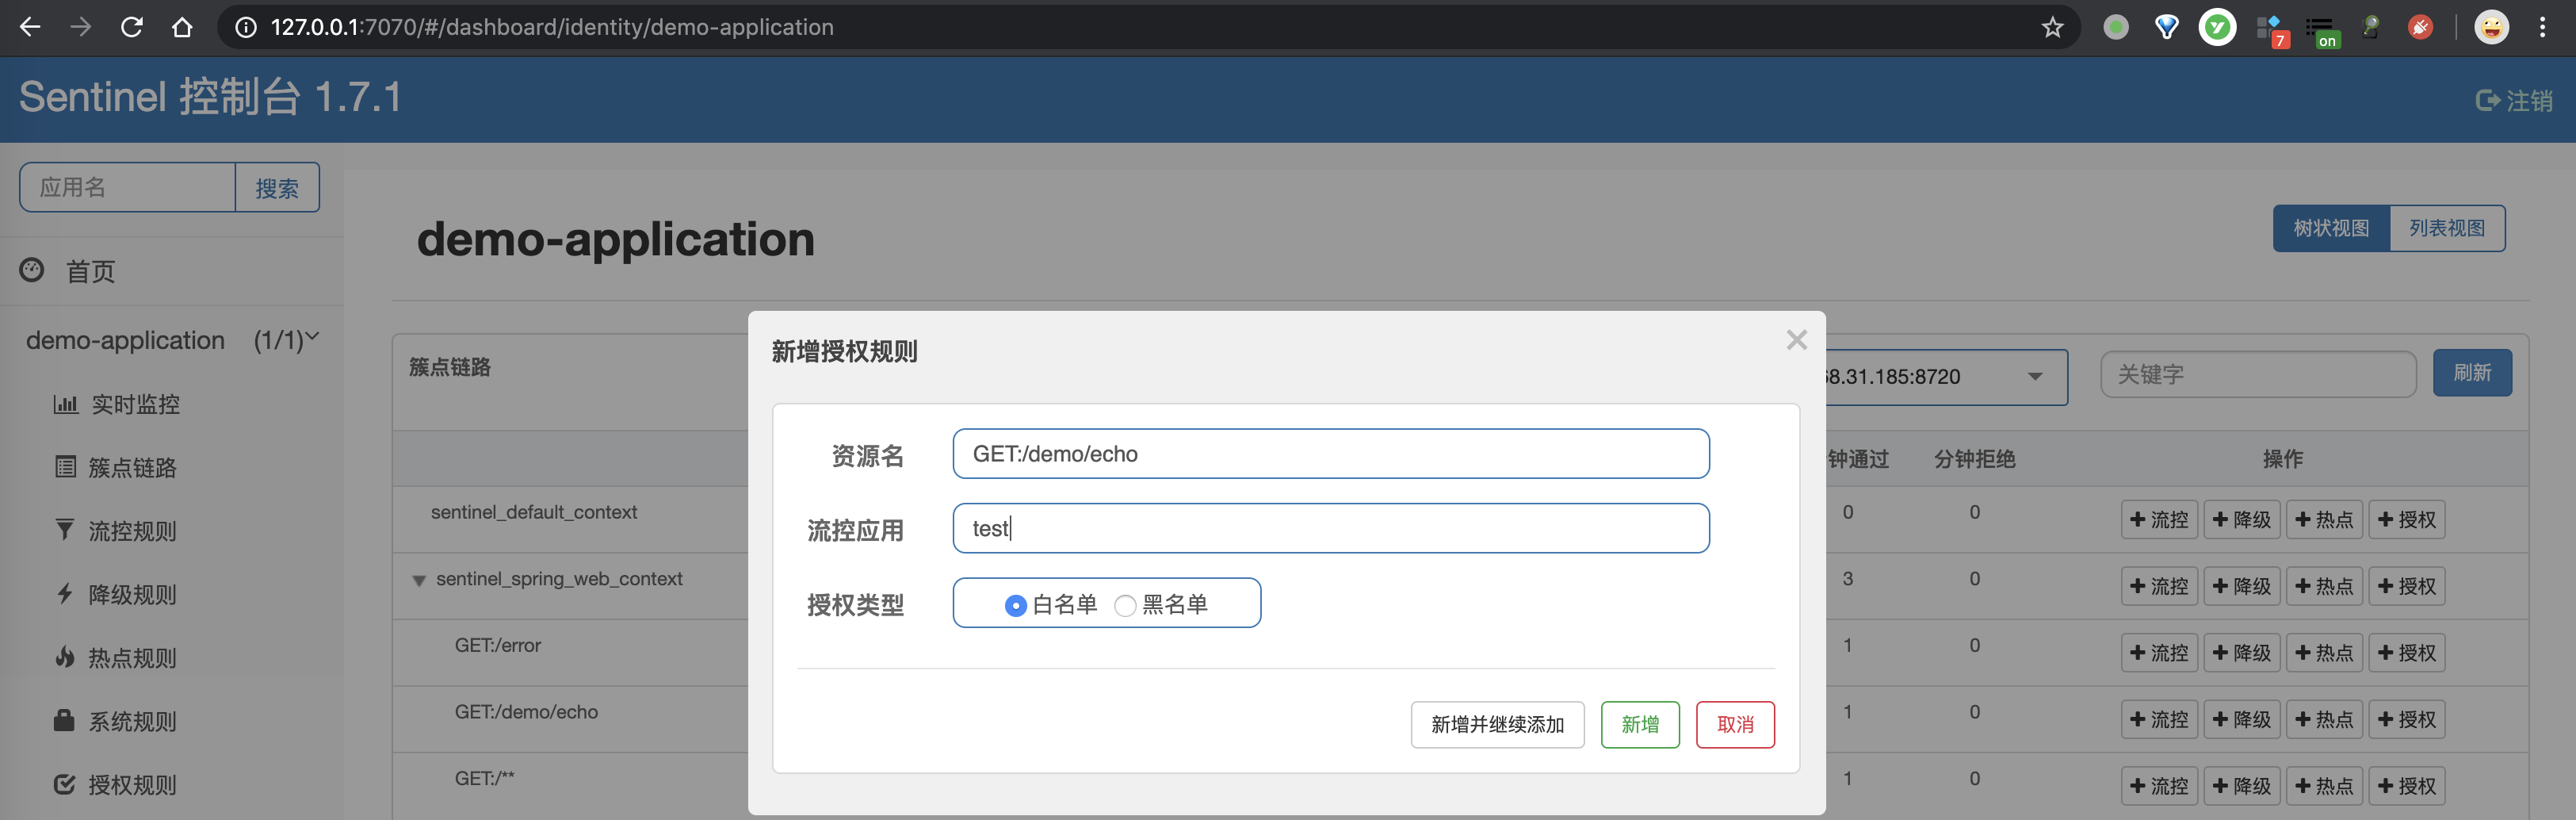 127.0.0.1:7070/#/dashboard/identity/demo-application
7
on
Sentinel 控制台 1.7.1
注销
应用名
搜索
首页
demo-application (1/1)
实时监控
簇点链路
流控规则
降级规则
热点规则
系统规则
授权规则
demo-application
树状视图
列表视图
簇点链路
68.31.185:8720
关键字
刷新
钟通过 分钟拒绝 操作
sentinel_default_context 0 0 流控 降级 热点 授权
sentinel_spring_web_context 3 0 流控 降级 热点 授权
GET:/error 1 0 流控 降级 热点 授权
GET:/demo/echo 1 0 流控 降级 热点 授权
GET:/** 1 0 流控 降级 热点 授权
新增授权规则
资源名 GET:/demo/echo
流控应用 test
授权类型 白名单 黑名单
新增并继续添加 新增 取消